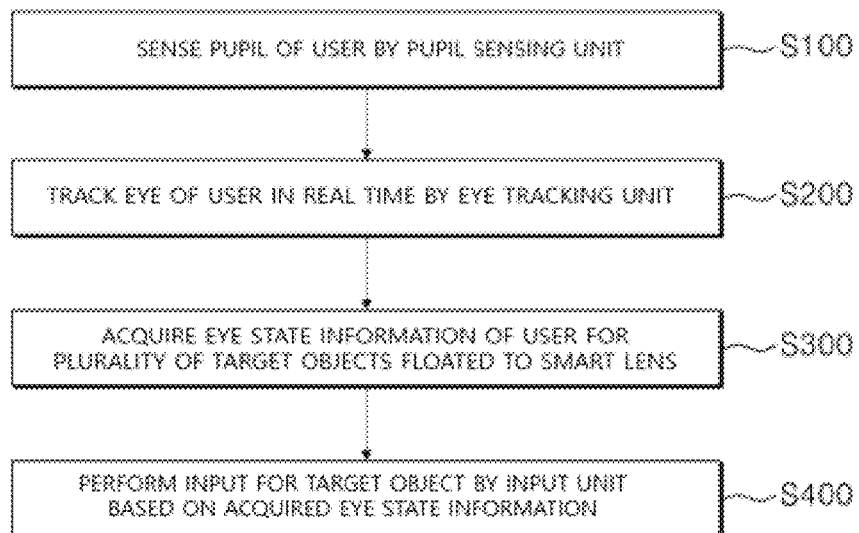 SENSE PUPIL OF USER BY PUPIL SENSING UNIT
S100
TRACK EYE OF USER IN REAL TIME BY EYE TRACKING UNIT
S200
ACQUIRE EYE STATE INFORMATION OF USER FOR
PLURALITY OF TARGET OBJECTS FLOATED TO SMART LENS
S300
PERFORM INPUT FOR TARGET OBJECT BY INPUT UNIT
BASED ON ACQUIRED EYE STATE INFORMATION
S400